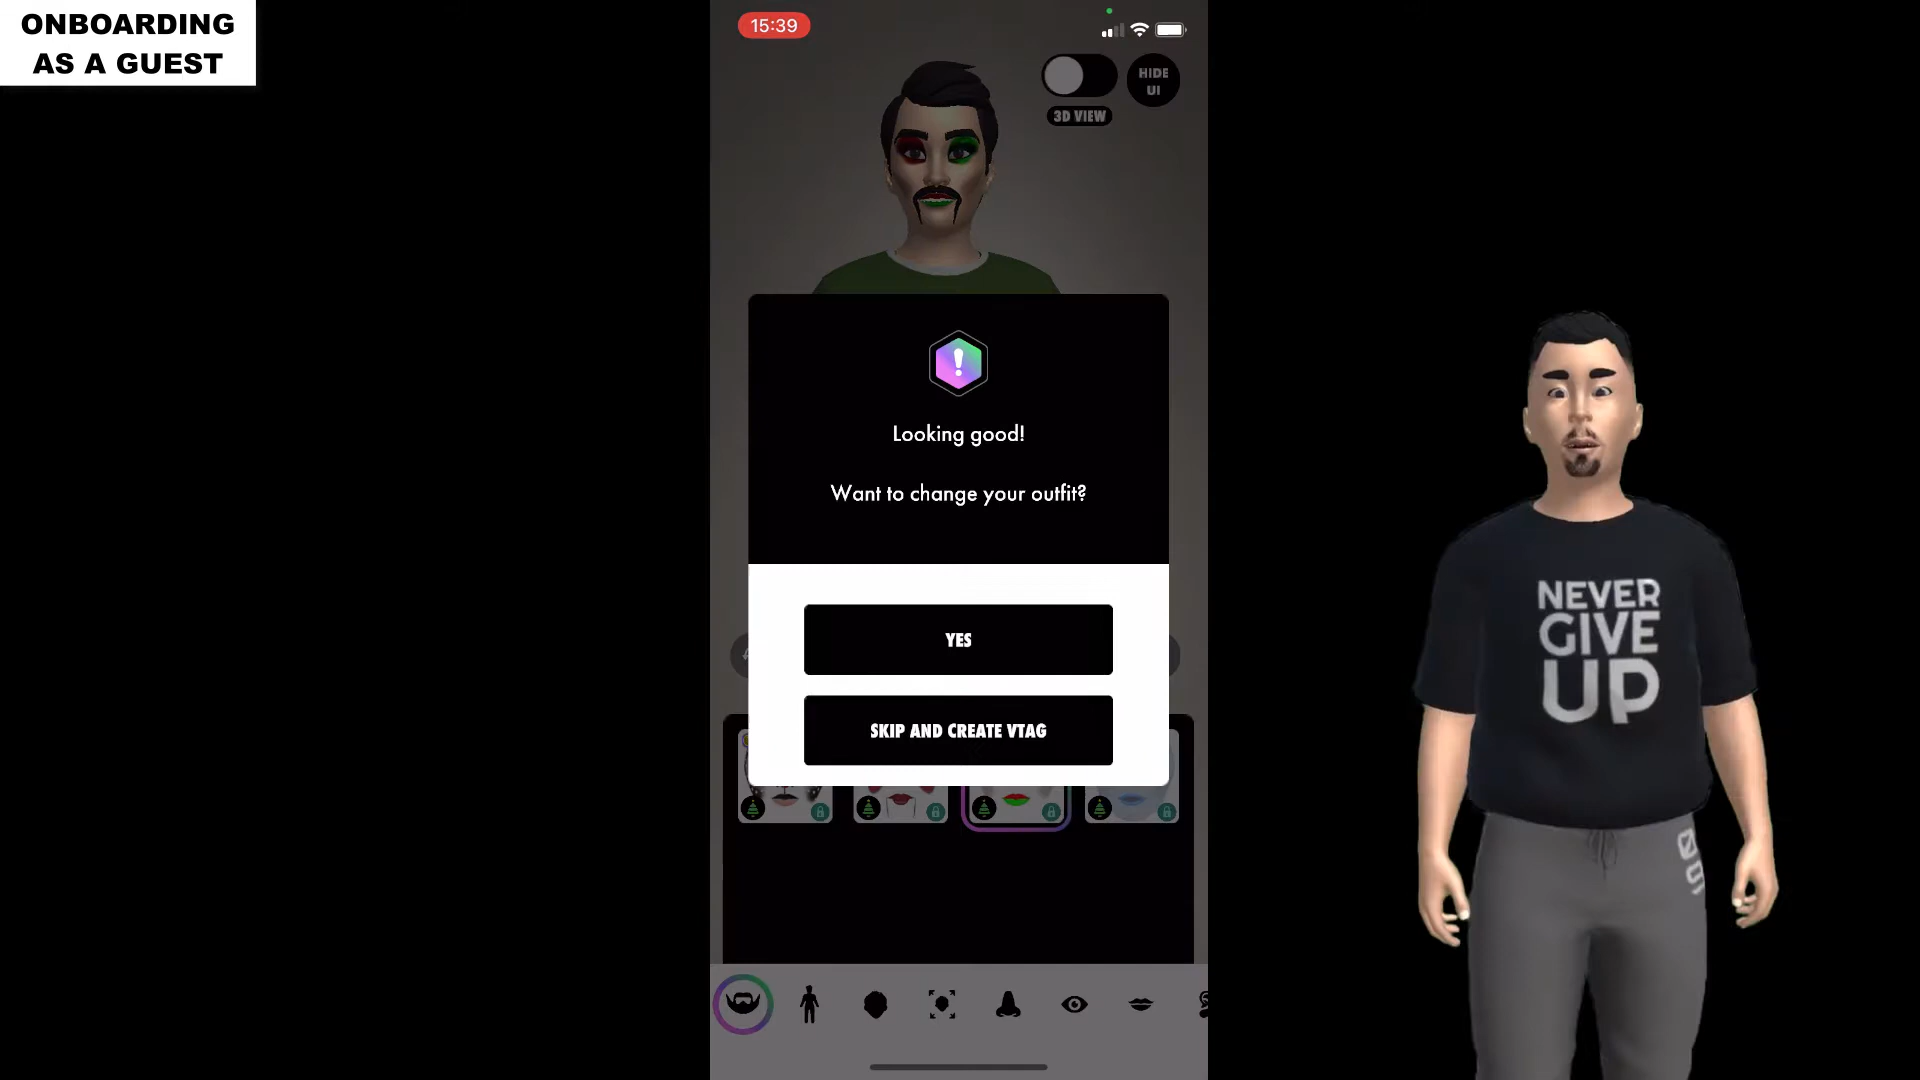 ONBOARDING
AS A GUEST
15:39
HIDE
UI
3D VIEW
Looking good!
Want to change your outfit?
YES
SKIP AND CREATE VTAG
NEVER
GIVE
UP